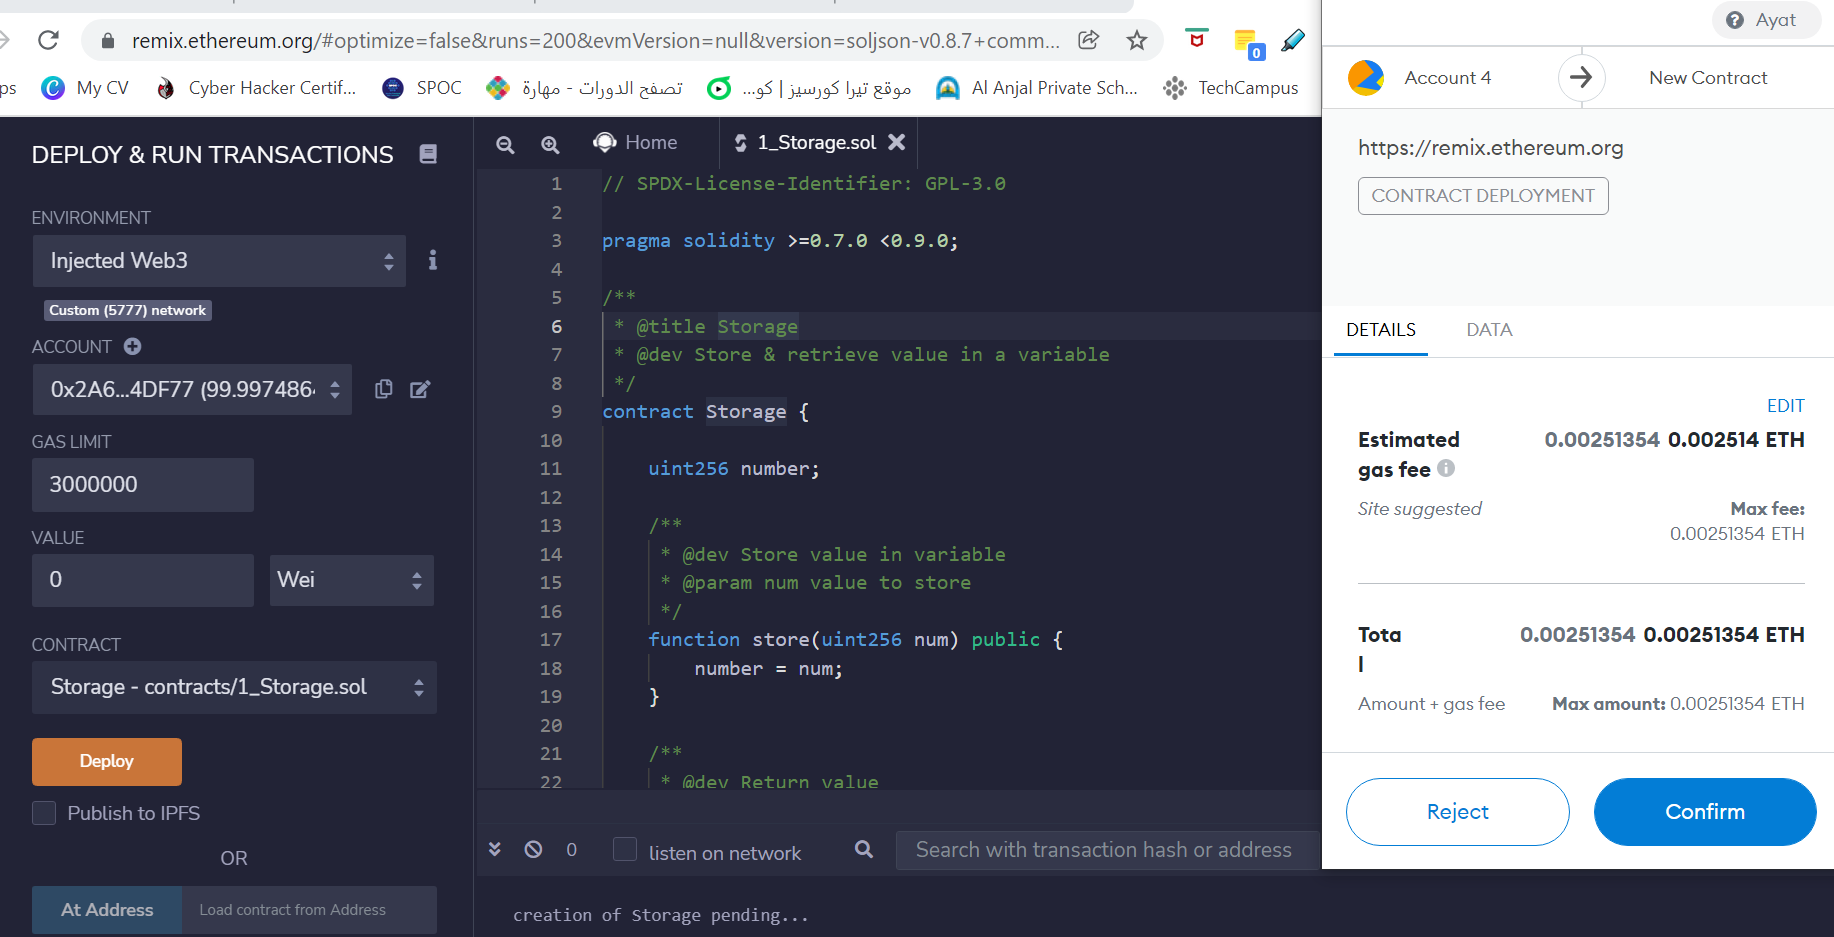 remix.ethereum.org/#optimize=false&runs=200&evmVersion=null&version=soljson-v0.8.7+comm...
0
ps
My CV
Cyber Hacker Certif...
SPOC
تصفح الدورات - مهارة
موقع تيرا كورسيز | كو...
Al Anjal Private Sch...
TechCampus
DEPLOY & RUN TRANSACTIONS
ENVIRONMENT
Injected Web3
Custom (5777) network
ACCOUNT
0x2A6...4DF77 (99.997486
GAS LIMIT
3000000
VALUE
0
Wei
CONTRACT
Storage - contracts/1_Storage.sol
Deploy
Publish to IPFS
OR
At Address
Load contract from Address
Home
1_Storage.sol
1 // SPDX-License-Identifier: GPL-3.0
2
3 pragma solidity >=0.7.0 <0.9.0;
4
5 /**
6 * @title Storage
7 * @dev Store & retrieve value in a variable
8 */
9 contract Storage {
10
11 uint256 number;
12
13 /**
14 * @dev Store value in variable
15 * @param num value to store
16 */
17 function store(uint256 num) public {
18 number = num;
19 }
20
21 /**
22 * @dev Return value
0
listen on network
Search with transaction hash or address
creation of Storage pending...
Ayat
Account 4
New Contract
https://remix.ethereum.org
CONTRACT DEPLOYMENT
DETAILS
DATA
EDIT
Estimated
gas fee
0.00251354 0.002514 ETH
Site suggested
Max fee:
0.00251354 ETH
Tota
l
0.00251354 0.00251354 ETH
Amount + gas fee
Max amount: 0.00251354 ETH
Reject
Confirm